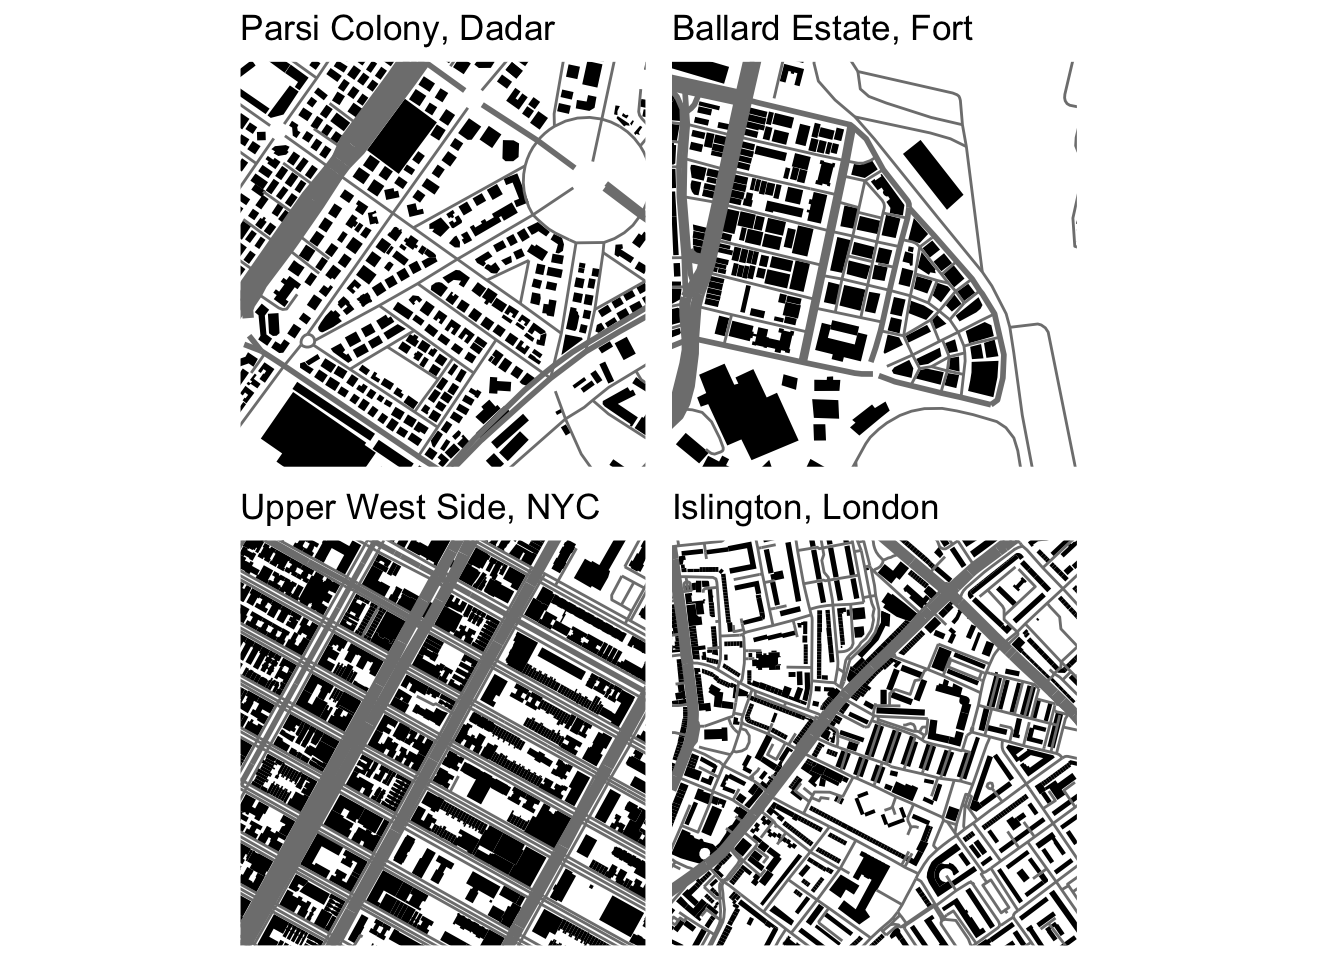 Parsi Colony, Dadar
Ballard Estate, Fort
Upper West Side, NYC
Islington, London